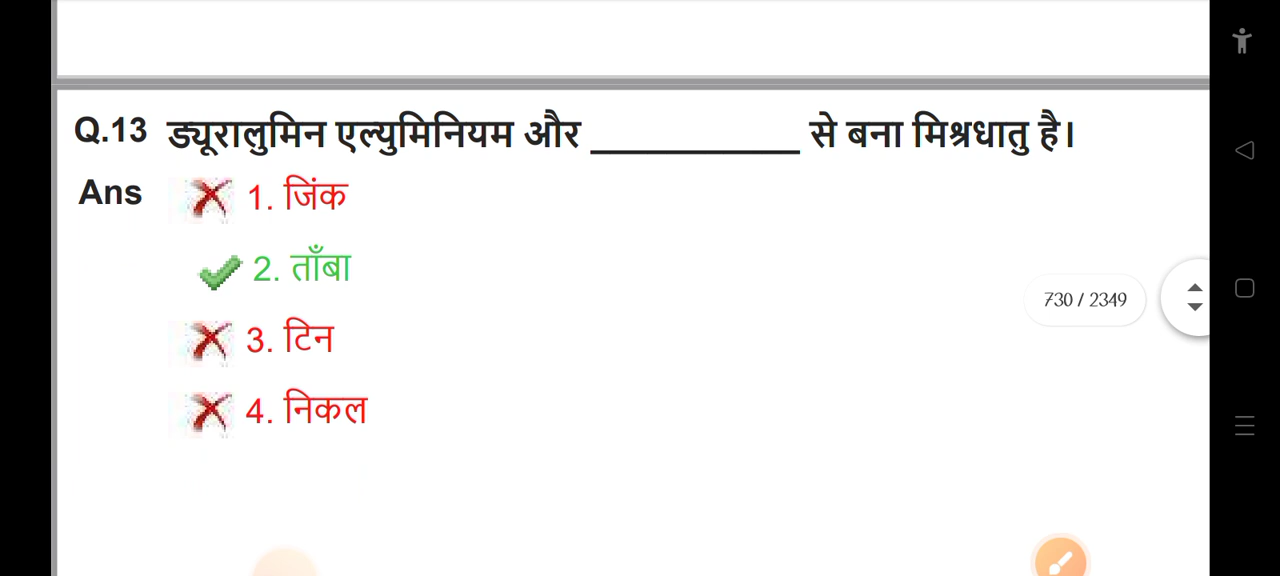 Q.13 ड्यूरालुमिन एल्युमिनियम और __________ से बना मिश्रधातु है।
Ans 1. जिंक
2. ताँबा
3. टिन
4. निकल
730 / 2349